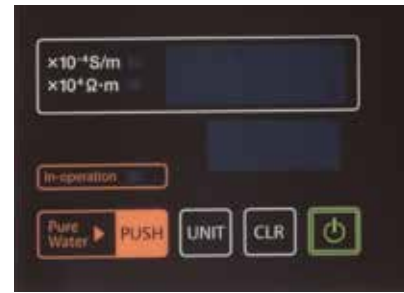 ×10⁻⁴S/m
×10⁴Ω·m
In-operation
Pure Water ▶ PUSH UNIT CLR